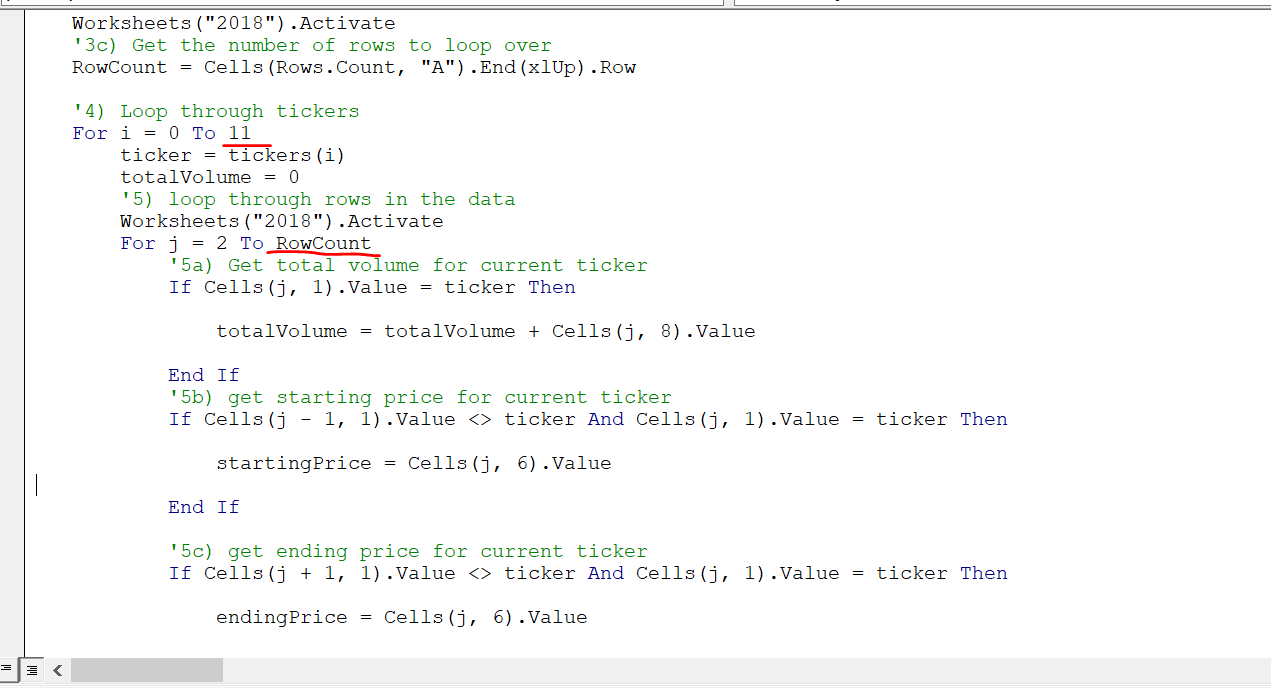 Worksheets("2018").Activate
'3c) Get the number of rows to loop over
RowCount = Cells(Rows.Count, "A").End(xlUp).Row
'4) Loop through tickers
For i = 0 To 11
ticker = tickers(i)
totalVolume = 0
'5) loop through rows in the data
Worksheets("2018").Activate
For j = 2 To RowCount
'5a) Get total volume for current ticker
If Cells(j, 1).Value = ticker Then
totalVolume = totalVolume + Cells(j, 8).Value
End If
'5b) get starting price for current ticker
If Cells(j - 1, 1).Value <> ticker And Cells(j, 1).Value = ticker Then
startingPrice = Cells(j, 6).Value
End If
'5c) get ending price for current ticker
If Cells(j + 1, 1).Value <> ticker And Cells(j, 1).Value = ticker Then
endingPrice = Cells(j, 6).Value